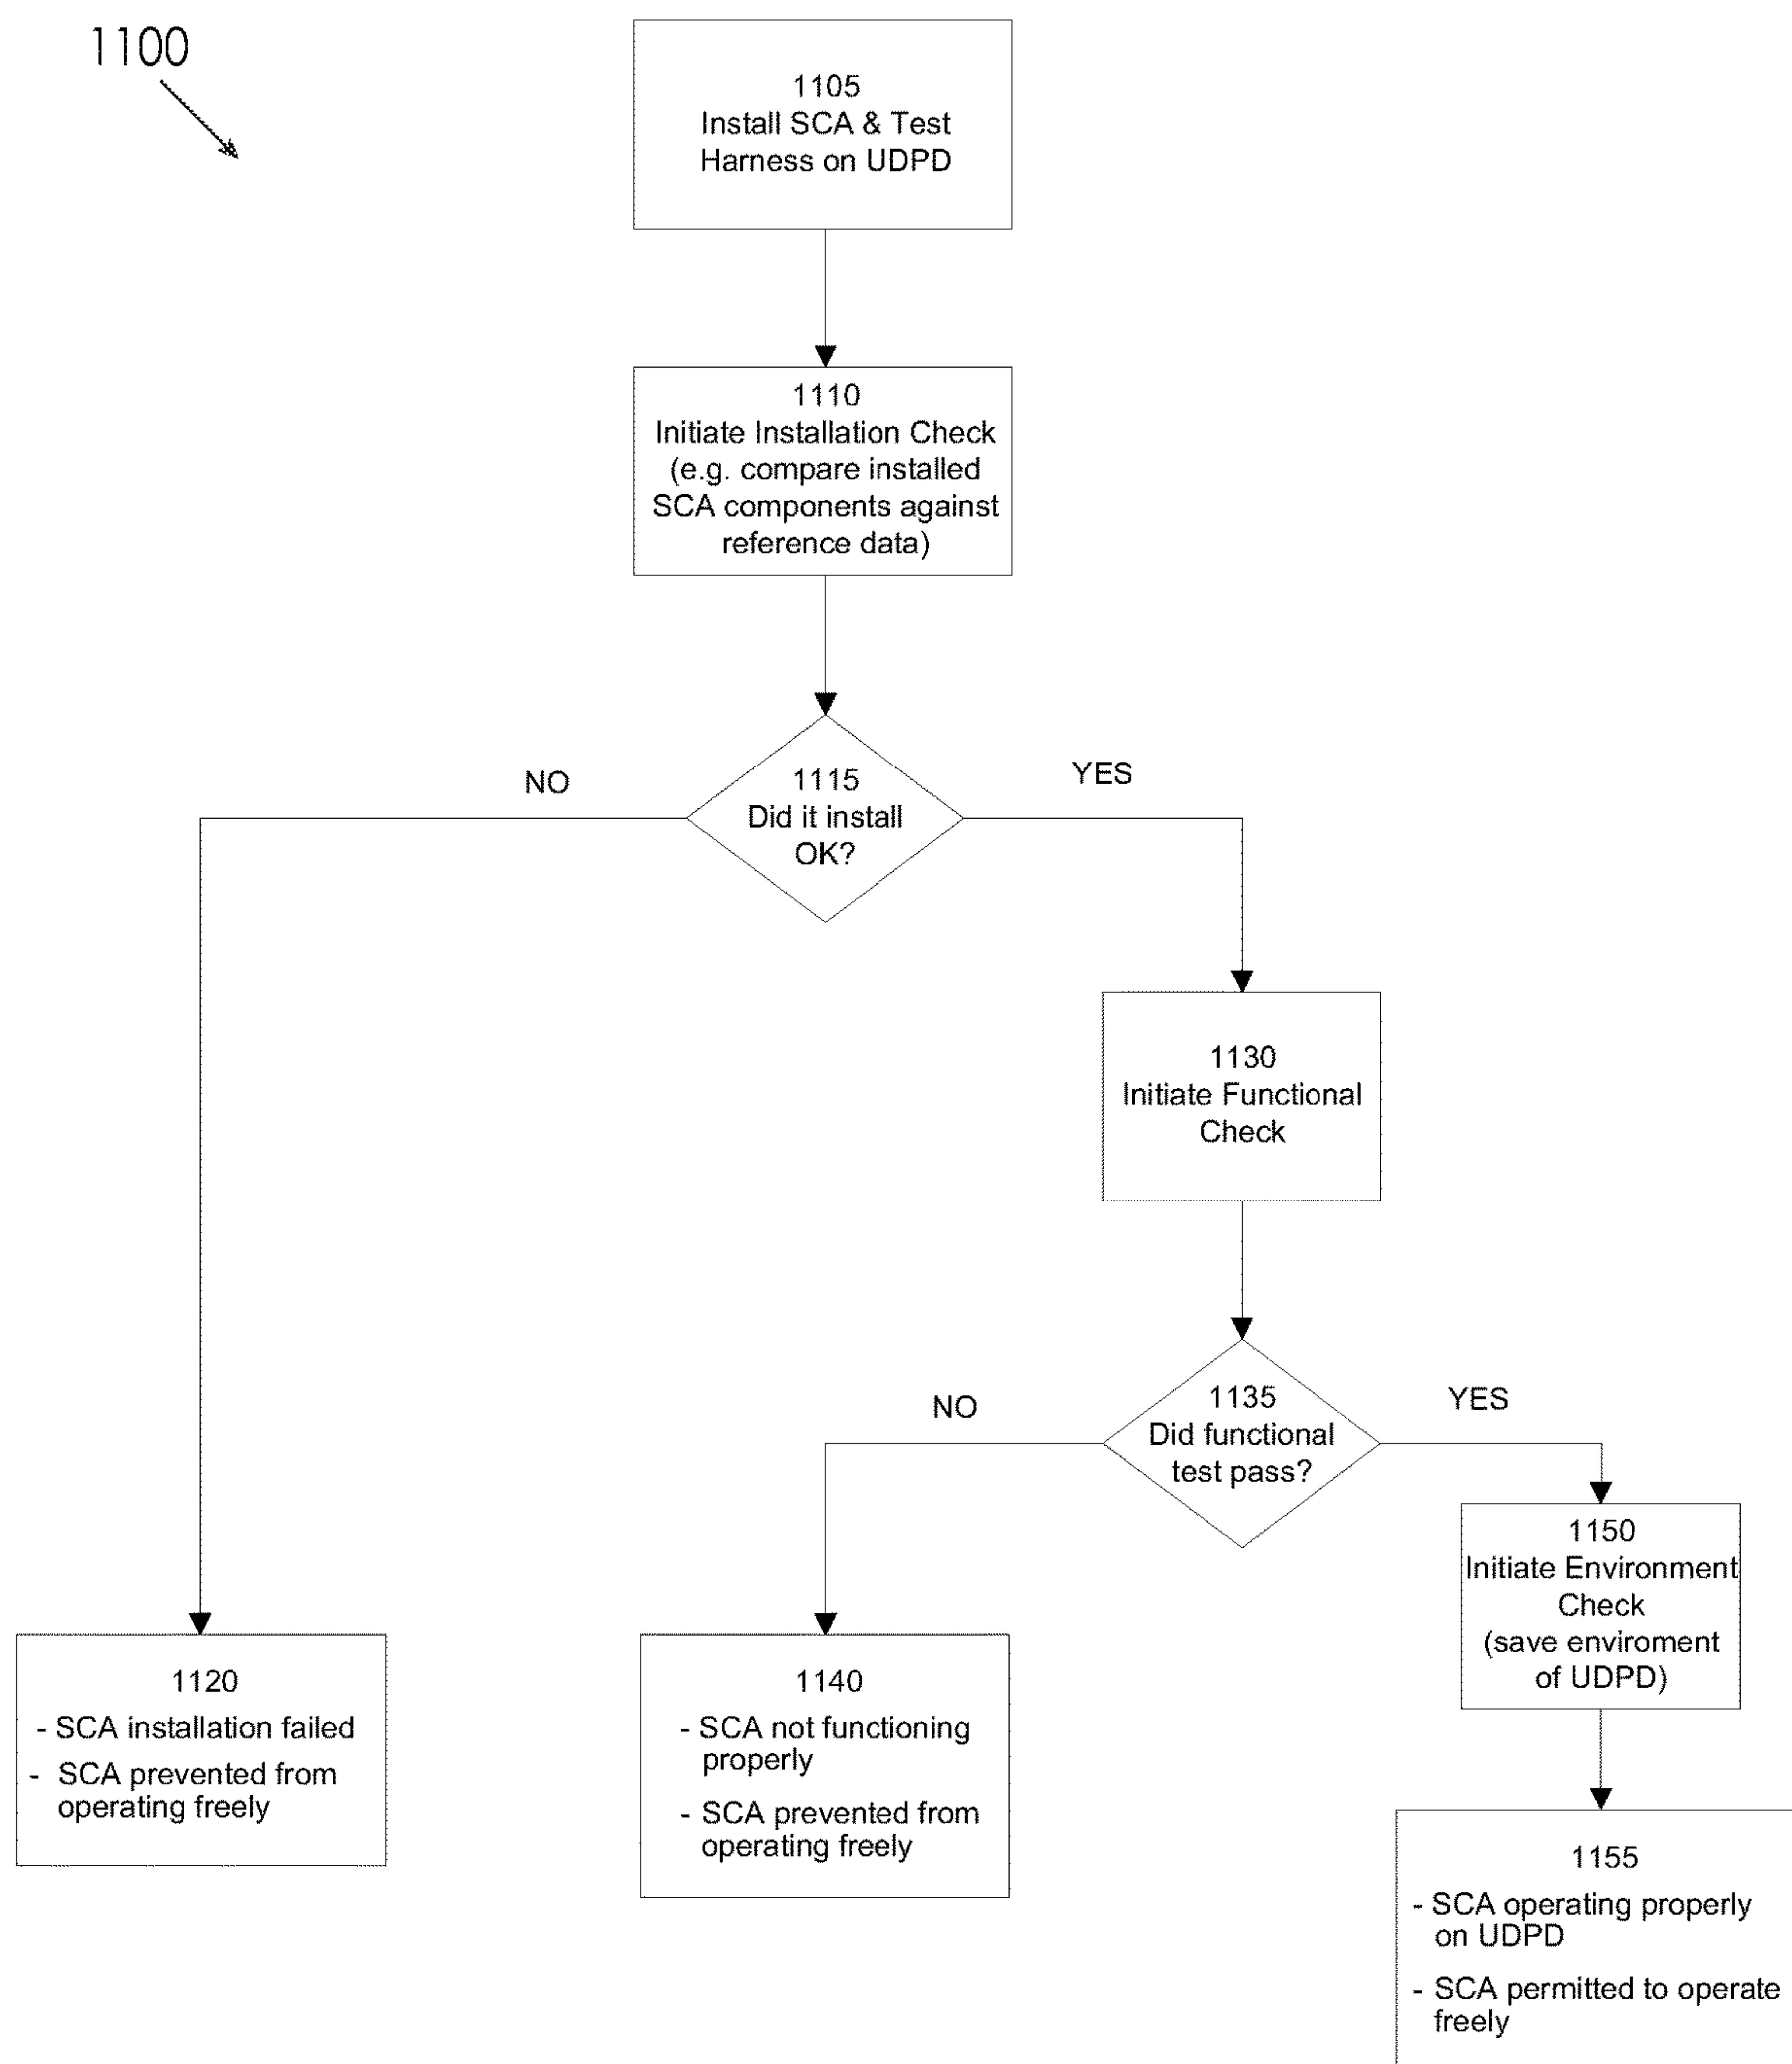 1100
1105
Install SCA & Test
Harness on UDPD
1110
Initiate Installation Check
(e.g. compare installed
SCA components against
reference data)
1115
Did it install
OK?
NO
YES
1130
Initiate Functional
Check
1135
Did functional
test pass?
NO
YES
1150
Initiate Environment
Check
(save enviroment
of UDPD)
1120
- SCA installation failed
- SCA prevented from
operating freely
1140
- SCA not functioning
properly
- SCA prevented from
operating freely
1155
- SCA operating properly
on UDPD
- SCA permitted to operate
freely